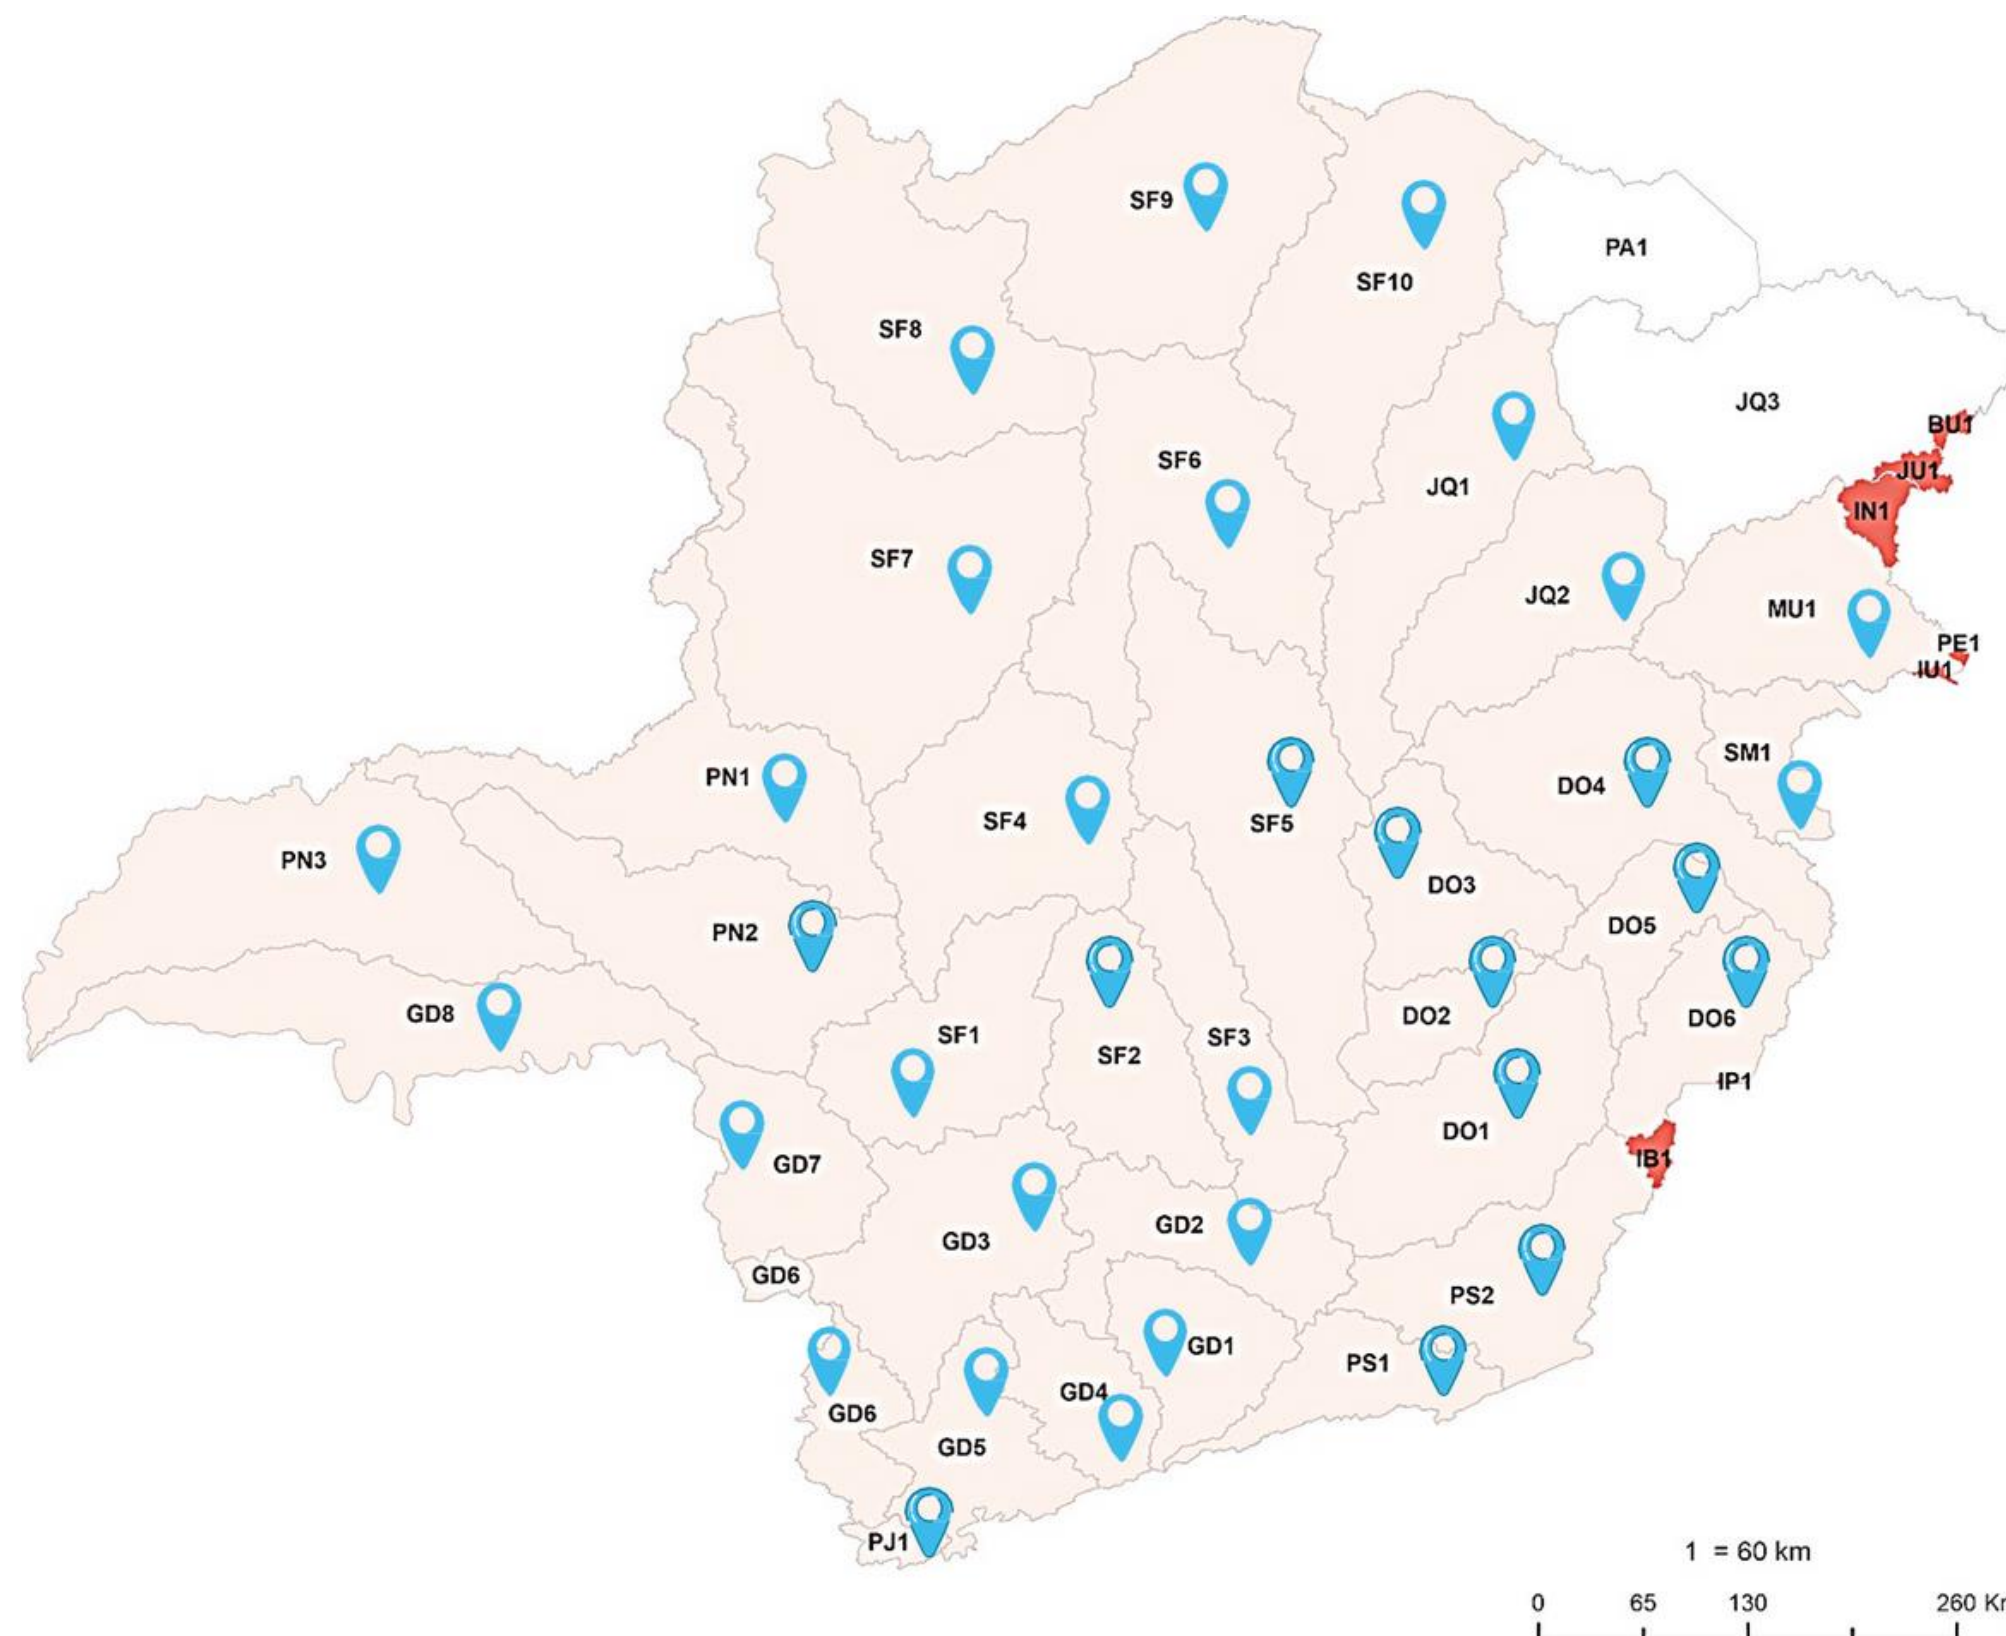 SF9
PA1
SF10
SF8
JQ3
BU1
SF6
JU1
JQ1
IN1
SF7
JQ2
MU1
PE1
IU1
SM1
PN1
DO4
SF4
SF5
PN3
DO3
PN2
DO5
GD8
DO2
DO6
SF1
SF3
SF2
IP1
DO1
IB1
GD7
GD2
GD3
GD6
PS2
GD1
PS1
GD4
GD6
GD5
PJ1
1 = 60 km
0 65 130 260 Kr